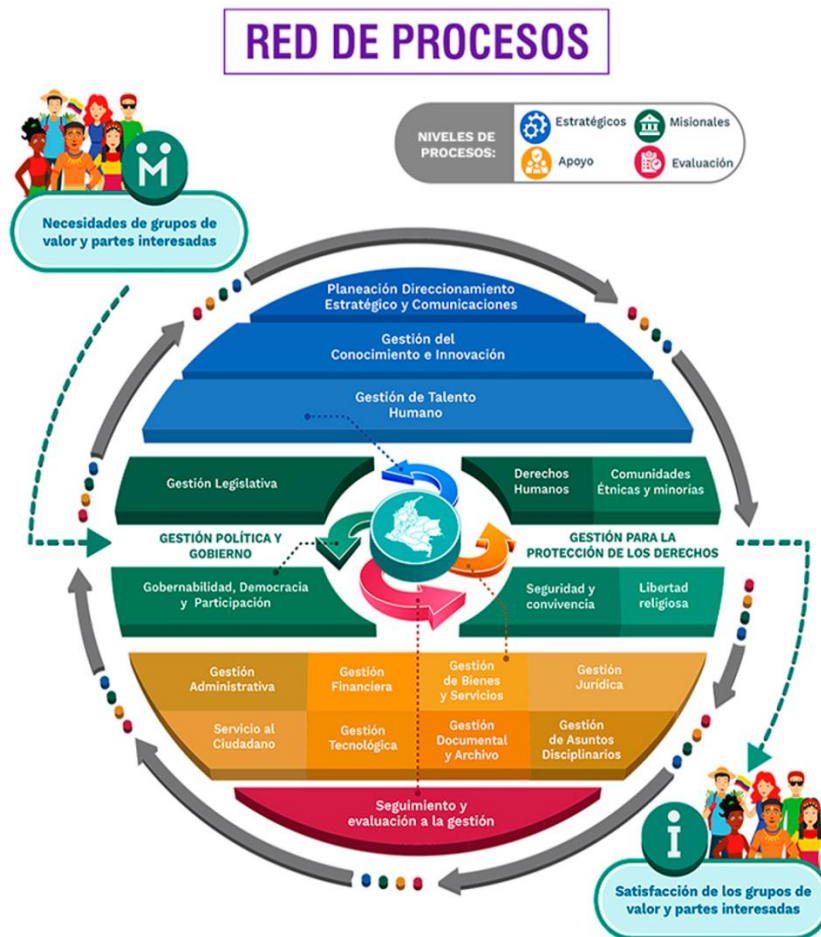 RED DE PROCESOS
NIVELES DE
PROCESOS:
Estratégicos
Misionales
Apoyo
Evaluación
M
Necesidades de grupos de
valor y partes interesadas
Planeación Direccionamiento
Estratégico y Comunicaciones
Gestión del
Conocimiento e Innovación
Gestión de Talento
Humano
Gestión Legislativa
Derechos
Humanos
Comunidades
Étnicas y minorías
GESTIÓN POLÍTICA Y
GOBIERNO
GESTIÓN PARA LA
PROTECCIÓN DE LOS DERECHOS
Gobernabilidad, Democracia
y Participación
Seguridad y
convivencia
Libertad
religiosa
Gestión
Administrativa
Gestión
Financiera
Gestión
de Bienes
y Servicios
Gestión
Jurídica
Servicio al
Ciudadano
Gestión
Tecnológica
Gestión
Documental
y Archivo
Gestión
de Asuntos
Disciplinarios
Seguimiento y
evaluación a la gestión
I
Satisfacción de los grupos de
valor y partes interesadas